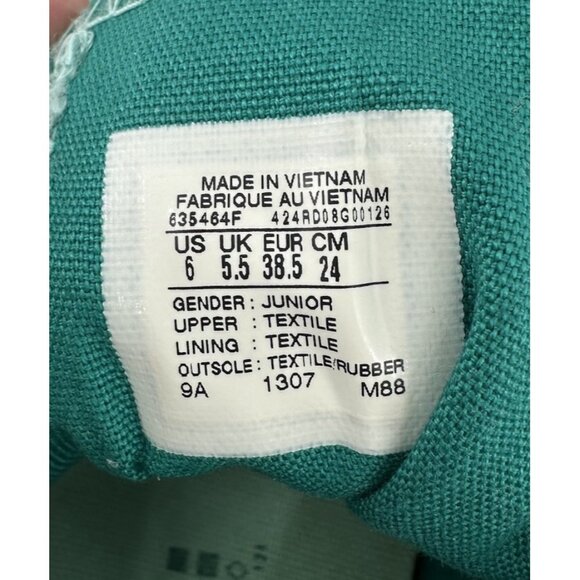 MADE IN VIETNAM
FABRIQUE AU VIETNAM
635464F 424RD08G00126
US UK EUR CM
6 5.5 38.5 24
GENDER : JUNIOR
UPPER : TEXTILE
LINING : TEXTILE
OUTSOLE : TEXTILE/RUBBER
9A 1307 M88